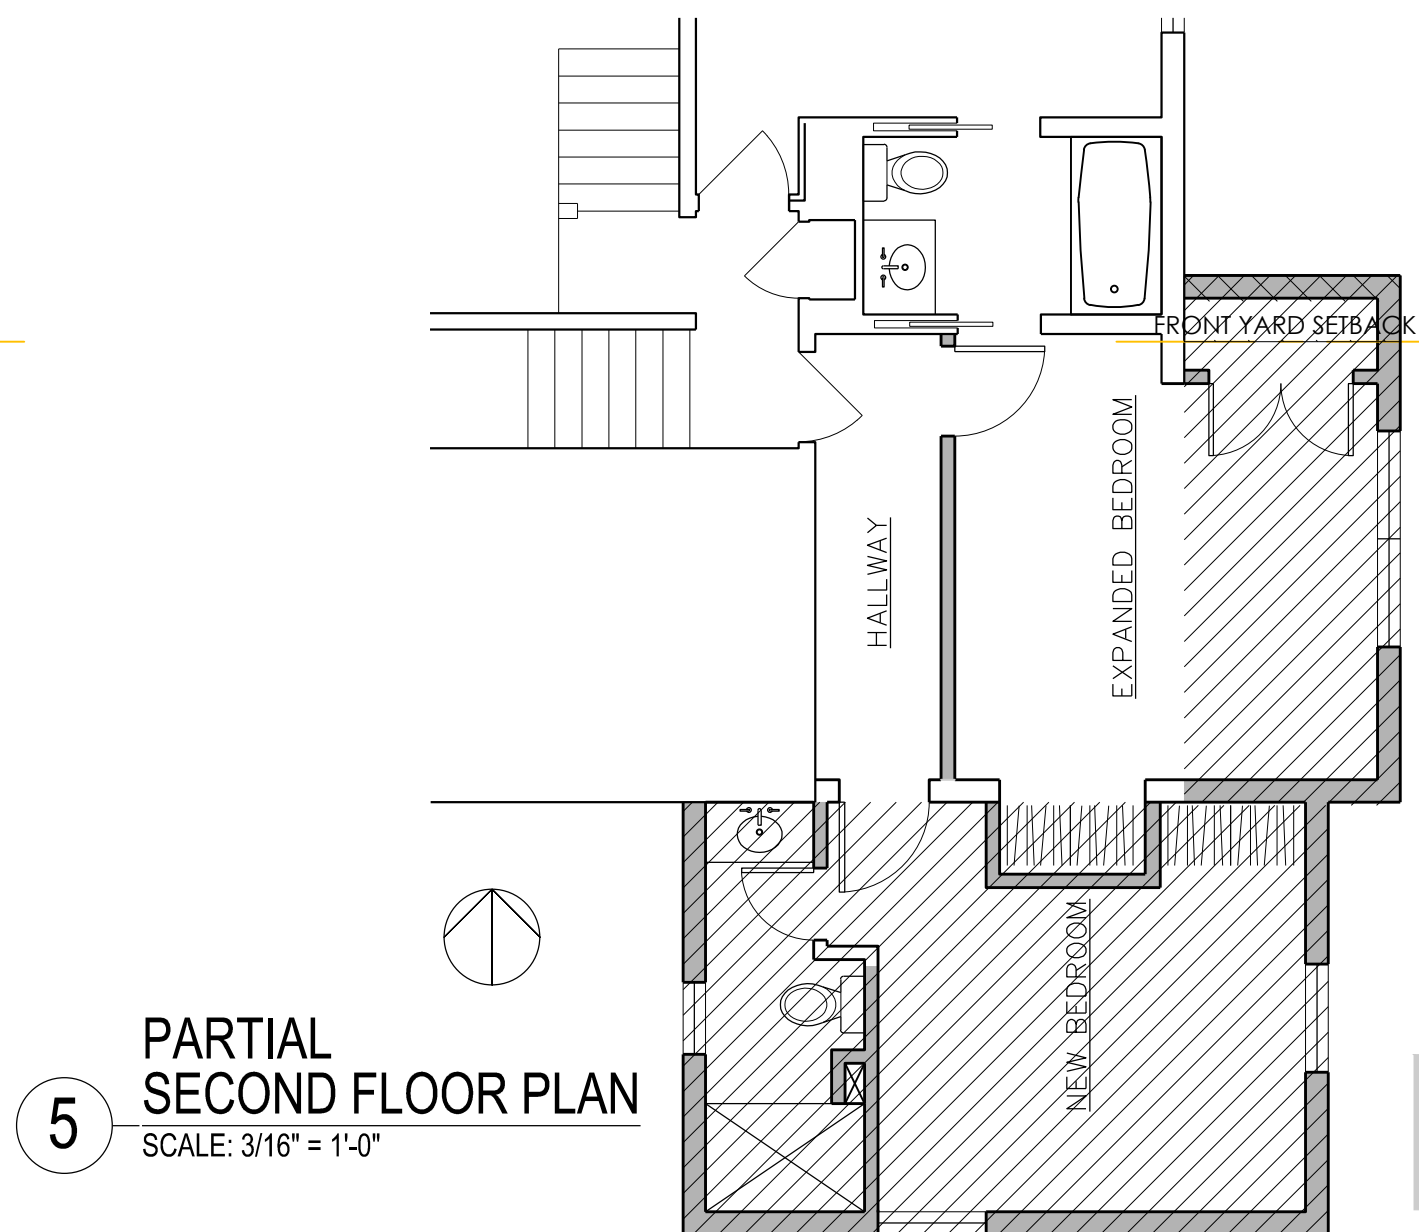 FRONT YARD SETBACK
HALLWAY
EXPANDED BEDROOM
NEW BEDROOM
PARTIAL
SECOND FLOOR PLAN
5
SCALE: 3/16" = 1'-0"